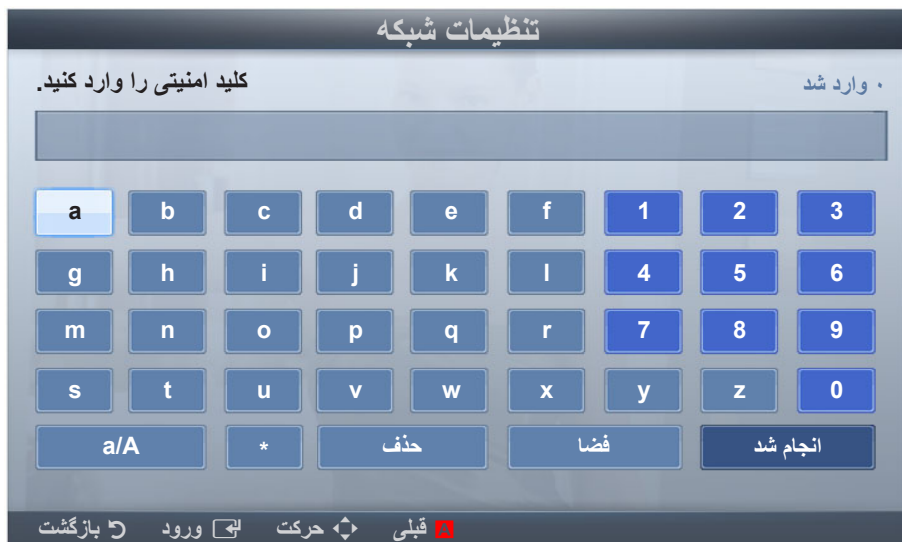 تنظیمات شبکه
کلید امنیتی را وارد کنید.
۰ وارد شد
a b c d e f 1 2 3
g h i j k l 4 5 6
m n o p q r 7 8 9
s t u v w x y z 0
a/A * حذف فضا انجام شد
A قبلی حرکت ورود بازگشت